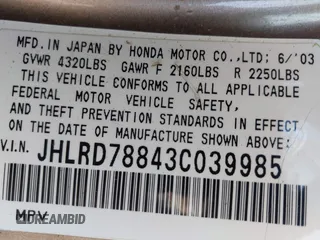 MFD.IN JAPAN BY HONDA MOTOR CO.,LTD; 6/'03
GVWR 4320LBS GAWR F 2160LBS R 2250LBS
THIS VEHICLE CONFORMS TO ALL APPLICABLE
FEDERAL MOTOR VEHICLE SAFETY,
AND THEFT PREVENTION STANDARDS IN EFFECT
ON THE DATE OF MANUFACTURE SHOWN ABOVE:
V.I.N. JHLRD78843C039985
MPV
DREAMBID